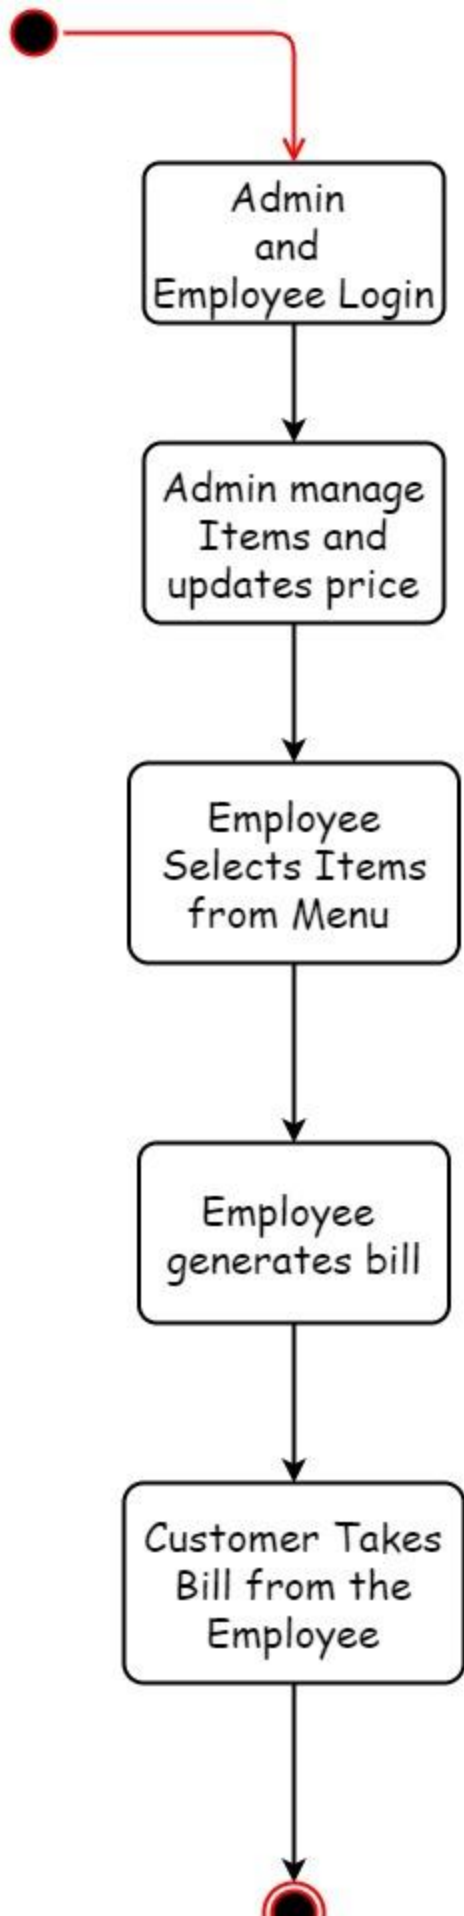 Admin
and
Employee Login
Admin manage
Items and
updates price
Employee
Selects Items
from Menu
Employee
generates bill
Customer Takes
Bill from the
Employee